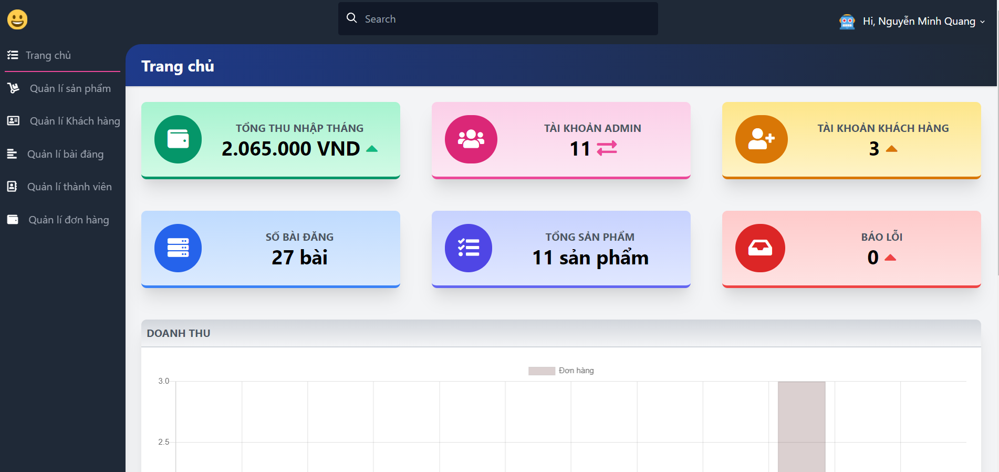 Search
Hi, Nguyễn Minh Quang
Trang chủ
Quản lí sản phẩm
Quản lí Khách hàng
Quản lí bài đăng
Quản lí thành viên
Quản lí đơn hàng
Trang chủ
TỔNG THU NHẬP THÁNG
2.065.000 VND
TÀI KHOẢN ADMIN
11
TÀI KHOẢN KHÁCH HÀNG
3
SỐ BÀI ĐĂNG
27 bài
TỔNG SẢN PHẨM
11 sản phẩm
BÁO LỖI
0
DOANH THU
Đơn hàng
3.0
2.5